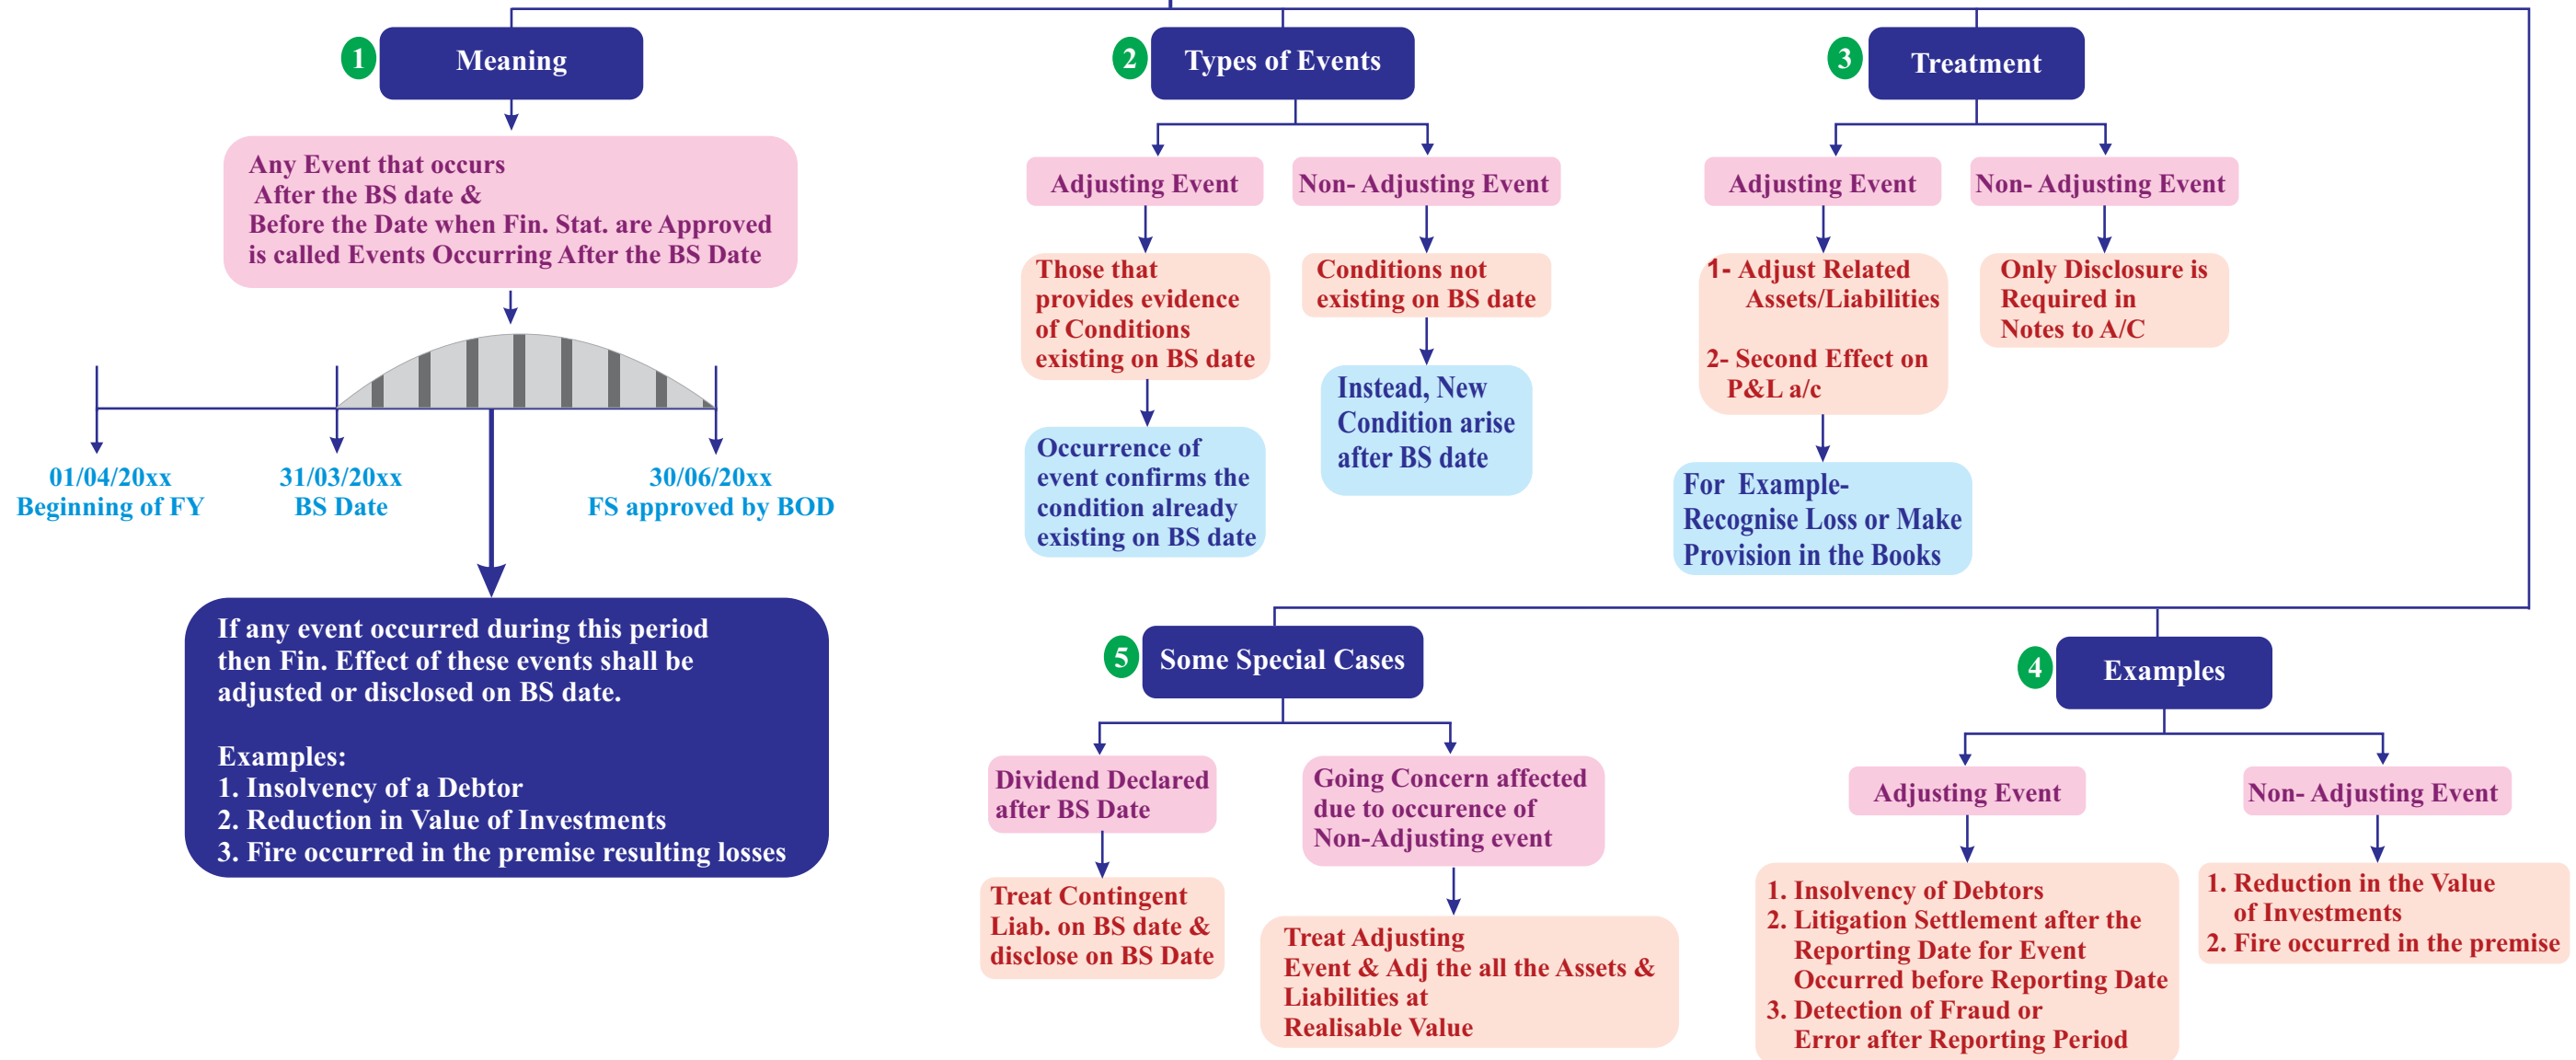 1
Meaning
Any Event that occurs
After the BS date &
Before the Date when Fin. Stat. are Approved
is called Events Occurring After the BS Date
01/04/20xx
Beginning of FY
31/03/20xx
BS Date
30/06/20xx
FS approved by BOD
If any event occurred during this period
then Fin. Effect of these events shall be
adjusted or disclosed on BS date.
Examples:
1. Insolvency of a Debtor
2. Reduction in Value of Investments
3. Fire occurred in the premise resulting losses
2
Types of Events
Adjusting Event
Those that
provides evidence
of Conditions
existing on BS date
Occurrence of
event confirms the
condition already
existing on BS date
Non- Adjusting Event
Conditions not
existing on BS date
Instead, New
Condition arise
after BS date
3
Treatment
Adjusting Event
1- Adjust Related
Assets/Liabilities
2- Second Effect on
P&L a/c
For Example-
Recognise Loss or Make
Provision in the Books
Non- Adjusting Event
Only Disclosure is
Required in
Notes to A/C
4
Examples
Adjusting Event
1. Insolvency of Debtors
2. Litigation Settlement after the
Reporting Date for Event
Occurred before Reporting Date
3. Detection of Fraud or
Error after Reporting Period
Non- Adjusting Event
1. Reduction in the Value
of Investments
2. Fire occurred in the premise
5
Some Special Cases
Dividend Declared
after BS Date
Treat Contingent
Liab. on BS date &
disclose on BS Date
Going Concern affected
due to occurence of
Non-Adjusting event
Treat Adjusting
Event & Adj the all the Assets &
Liabilities at
Realisable Value